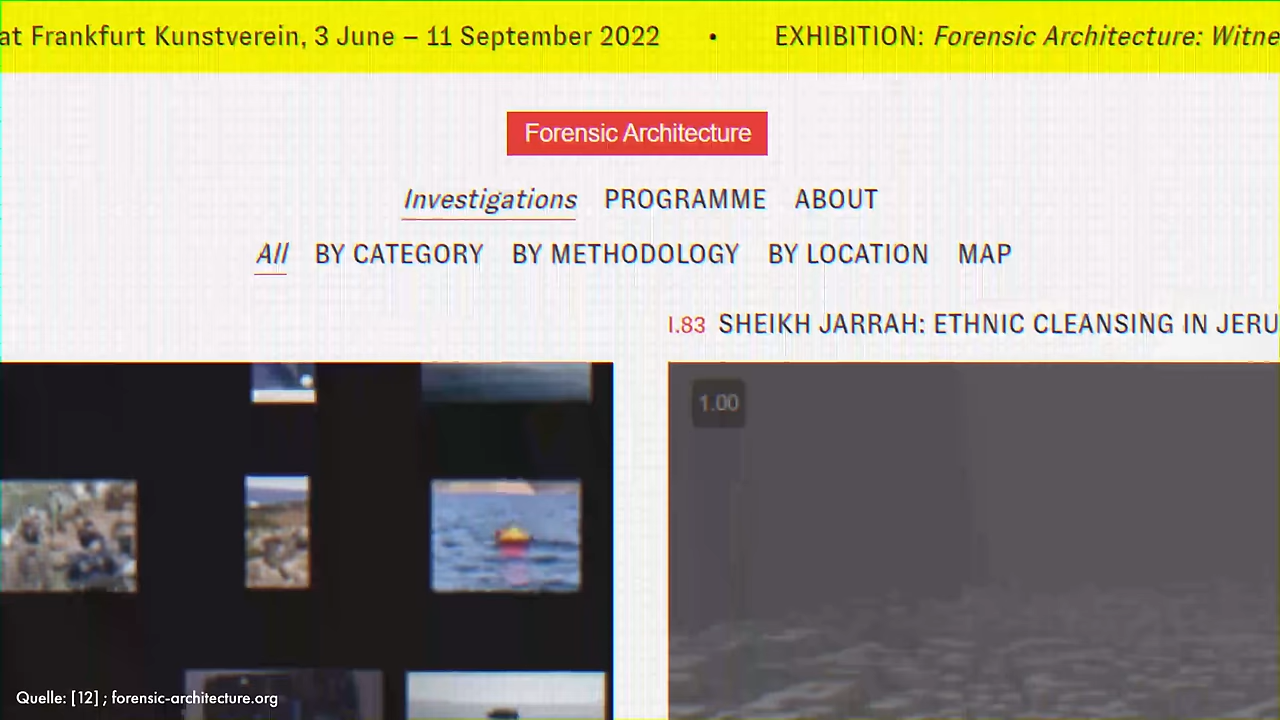 at Frankfurt Kunstverein, 3 June – 11 September 2022 • EXHIBITION: Forensic Architecture: Witne
Forensic Architecture
Investigations PROGRAMME ABOUT
All BY CATEGORY BY METHODOLOGY BY LOCATION MAP
I.83 SHEIKH JARRAH: ETHNIC CLEANSING IN JERU
1.00
Quelle: [12] ; forensic-architecture.org